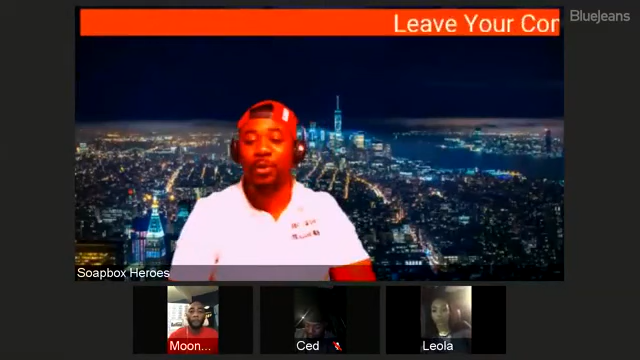 BlueJeans
Leave Your Cor
Soapbox Heroes
Moon...
Ced
Leola